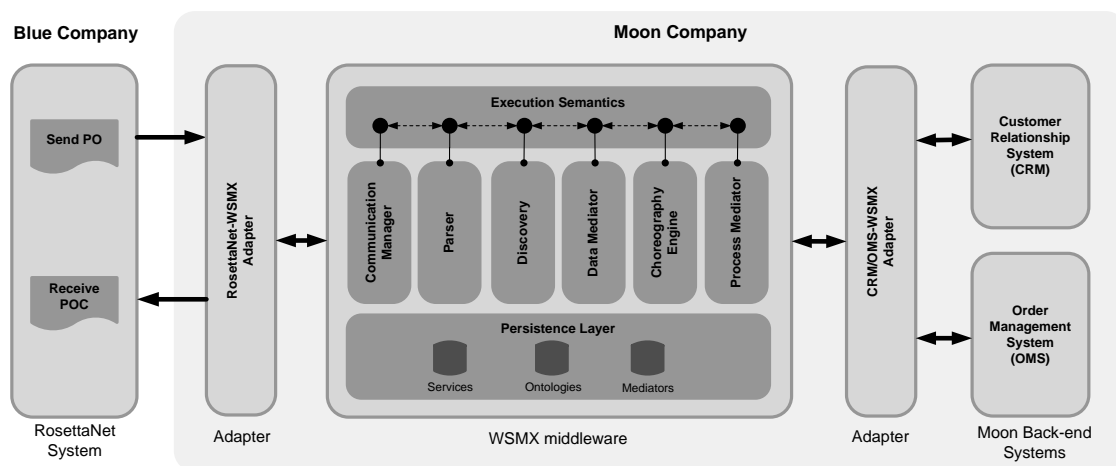 Blue Company
Moon Company
Send PO
Receive
POC
RosettaNet
System
RosettaNet-WSMX
Adapter
Adapter
Execution Semantics
Communication
Manager
Parser
Discovery
Data Mediator
Choreography
Engine
Process Mediator
Persistence Layer
Services
Ontologies
Mediators
WSMX middleware
CRM/OMS-WSMX
Adapter
Adapter
Customer
Relationship
System
(CRM)
Order
Management
System
(OMS)
Moon Back-end
Systems